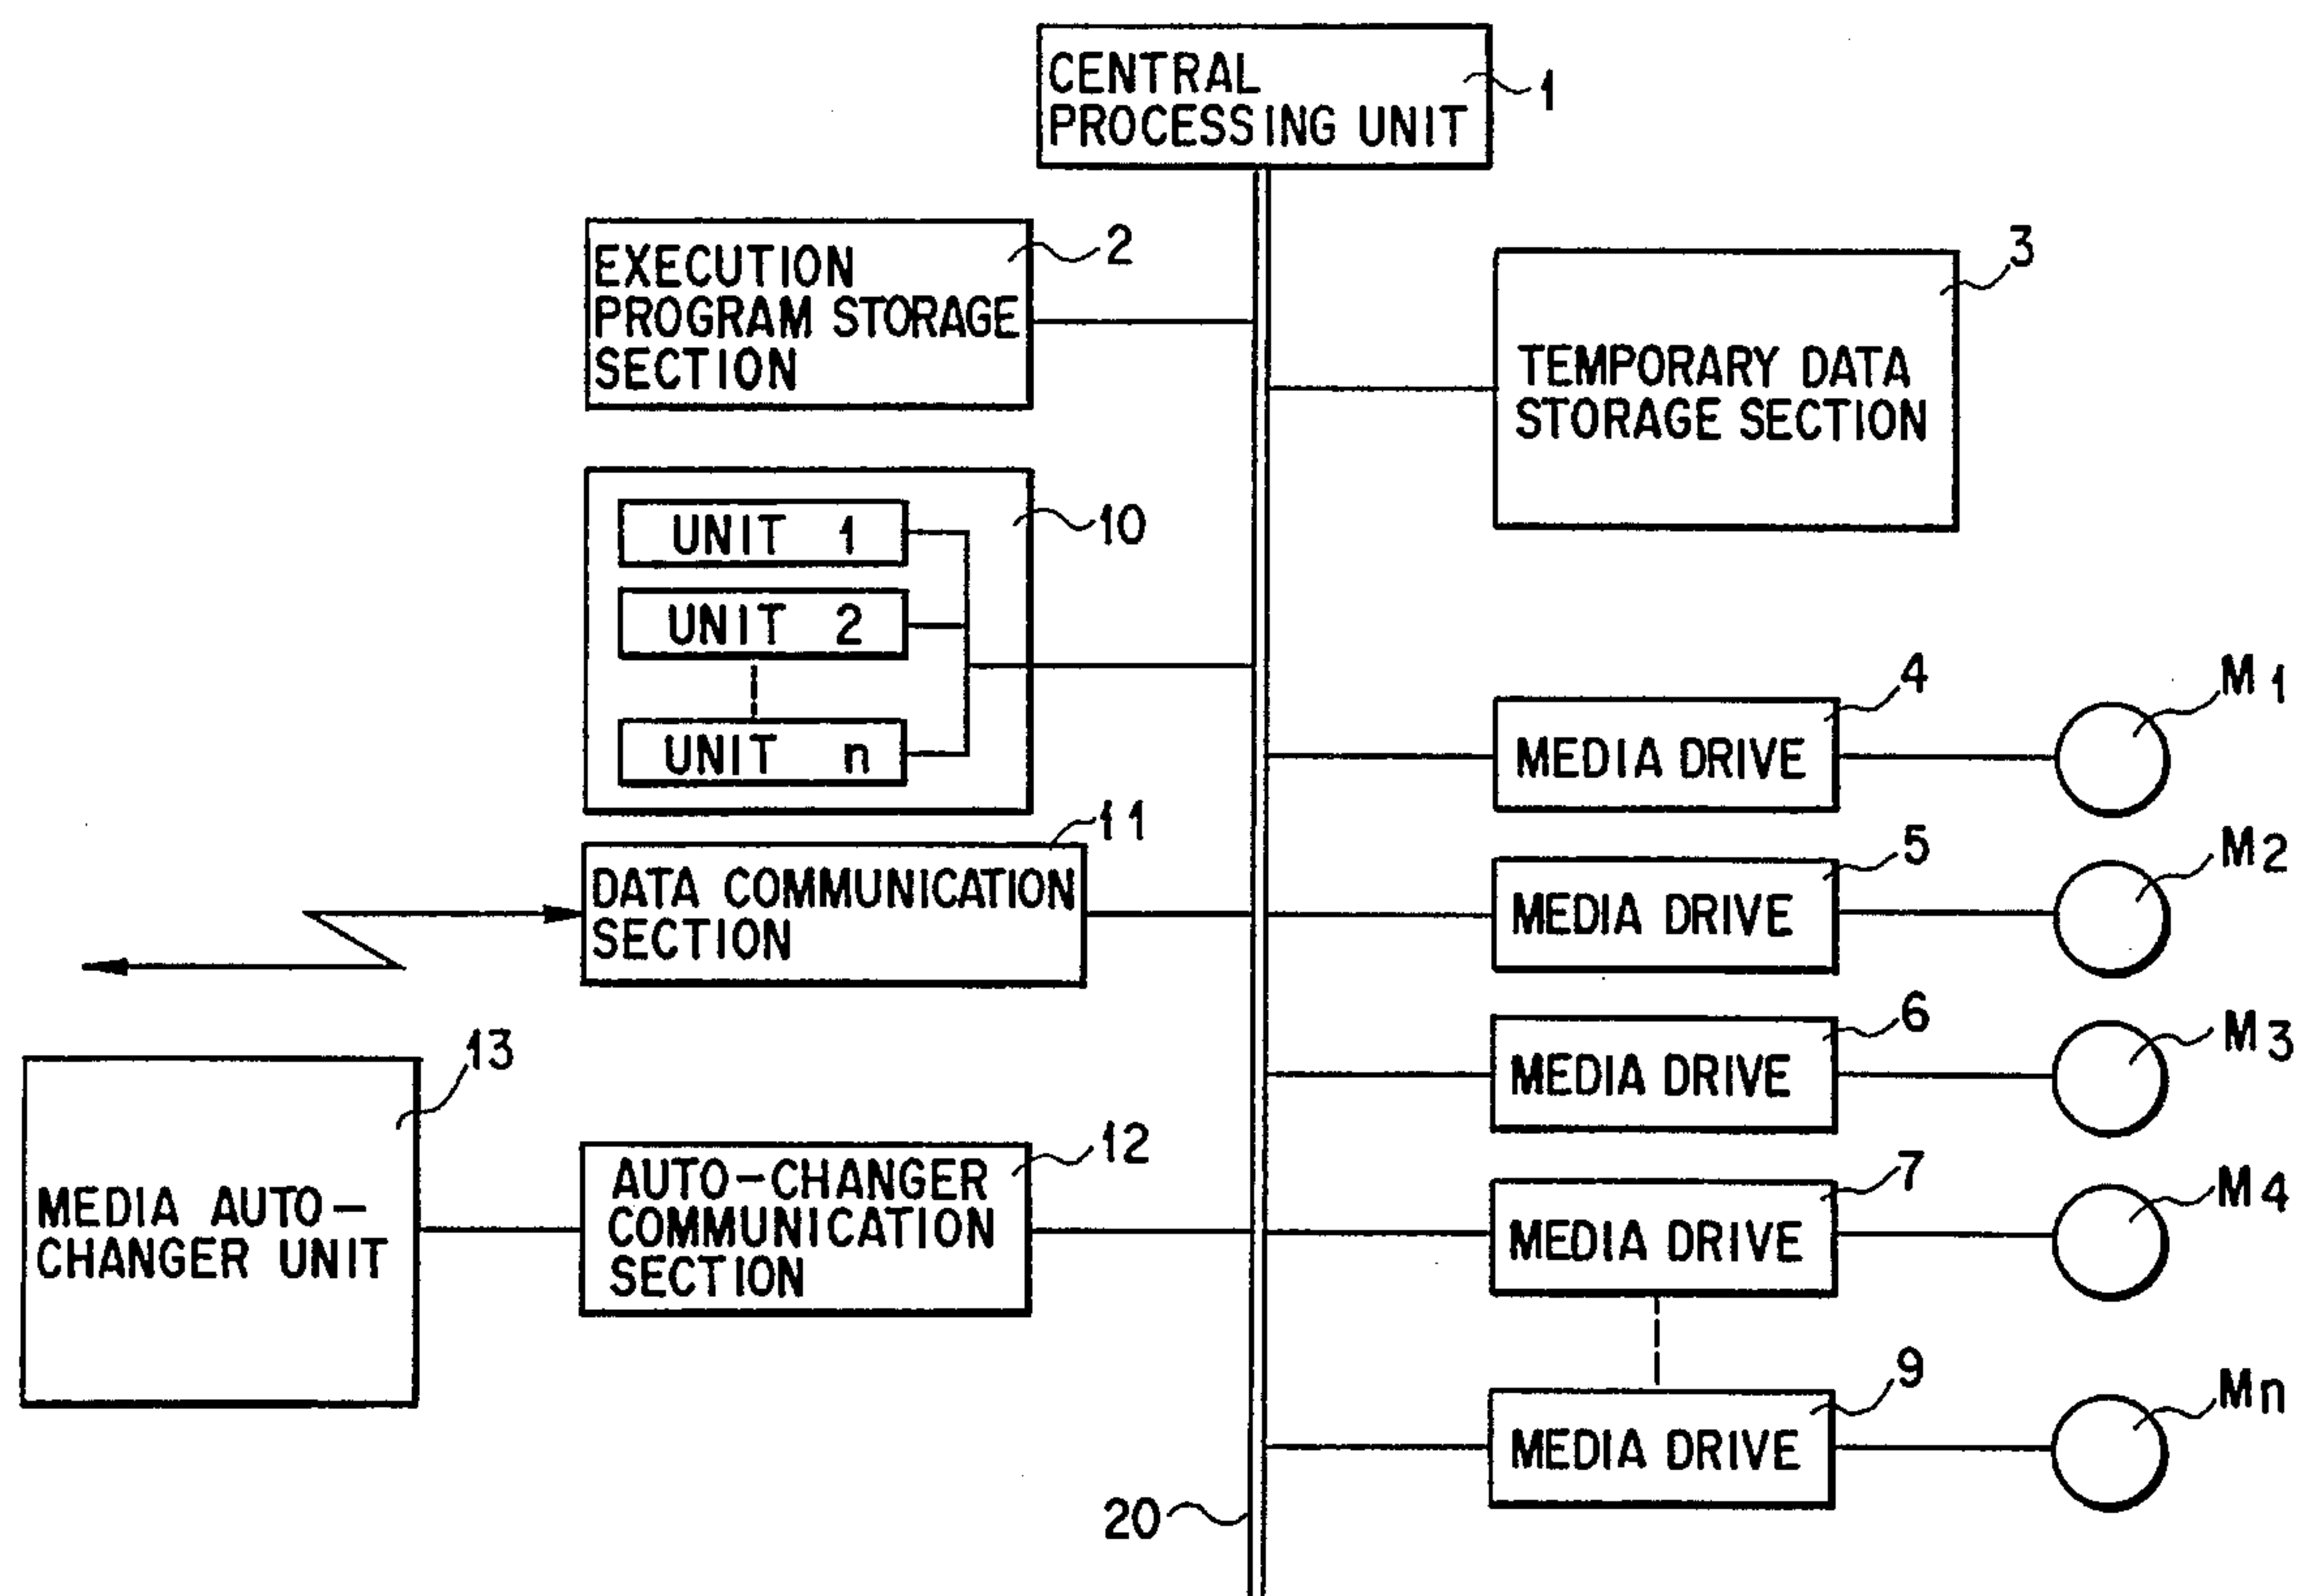 CENTRAL
PROCESSING UNIT
1
EXECUTION
PROGRAM STORAGE
SECTION
2
TEMPORARY DATA
STORAGE SECTION
3
UNIT 1
UNIT 2
UNIT n
10
MEDIA DRIVE
4
M1
DATA COMMUNICATION
SECTION
11
MEDIA DRIVE
5
M2
MEDIA DRIVE
6
M3
MEDIA AUTO-
CHANGER UNIT
13
AUTO-CHANGER
COMMUNICATION
SECTION
12
MEDIA DRIVE
7
M4
MEDIA DRIVE
9
Mn
20